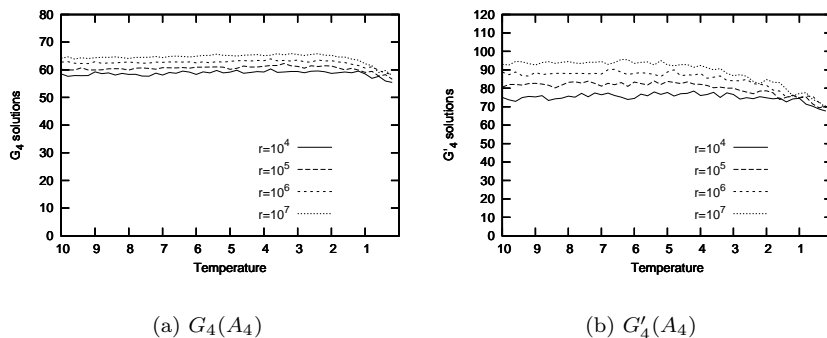 80
70
60
50
40
30
20
10
0
G4 solutions
r=10^4
r=10^5
r=10^6
r=10^7
10 9 8 7 6 5 4 3 2 1
Temperature
(a) G4(A4)
120
110
100
90
80
70
60
50
40
30
20
10
0
G'4 solutions
r=10^4
r=10^5
r=10^6
r=10^7
10 9 8 7 6 5 4 3 2 1
Temperature
(b) G'4(A4)